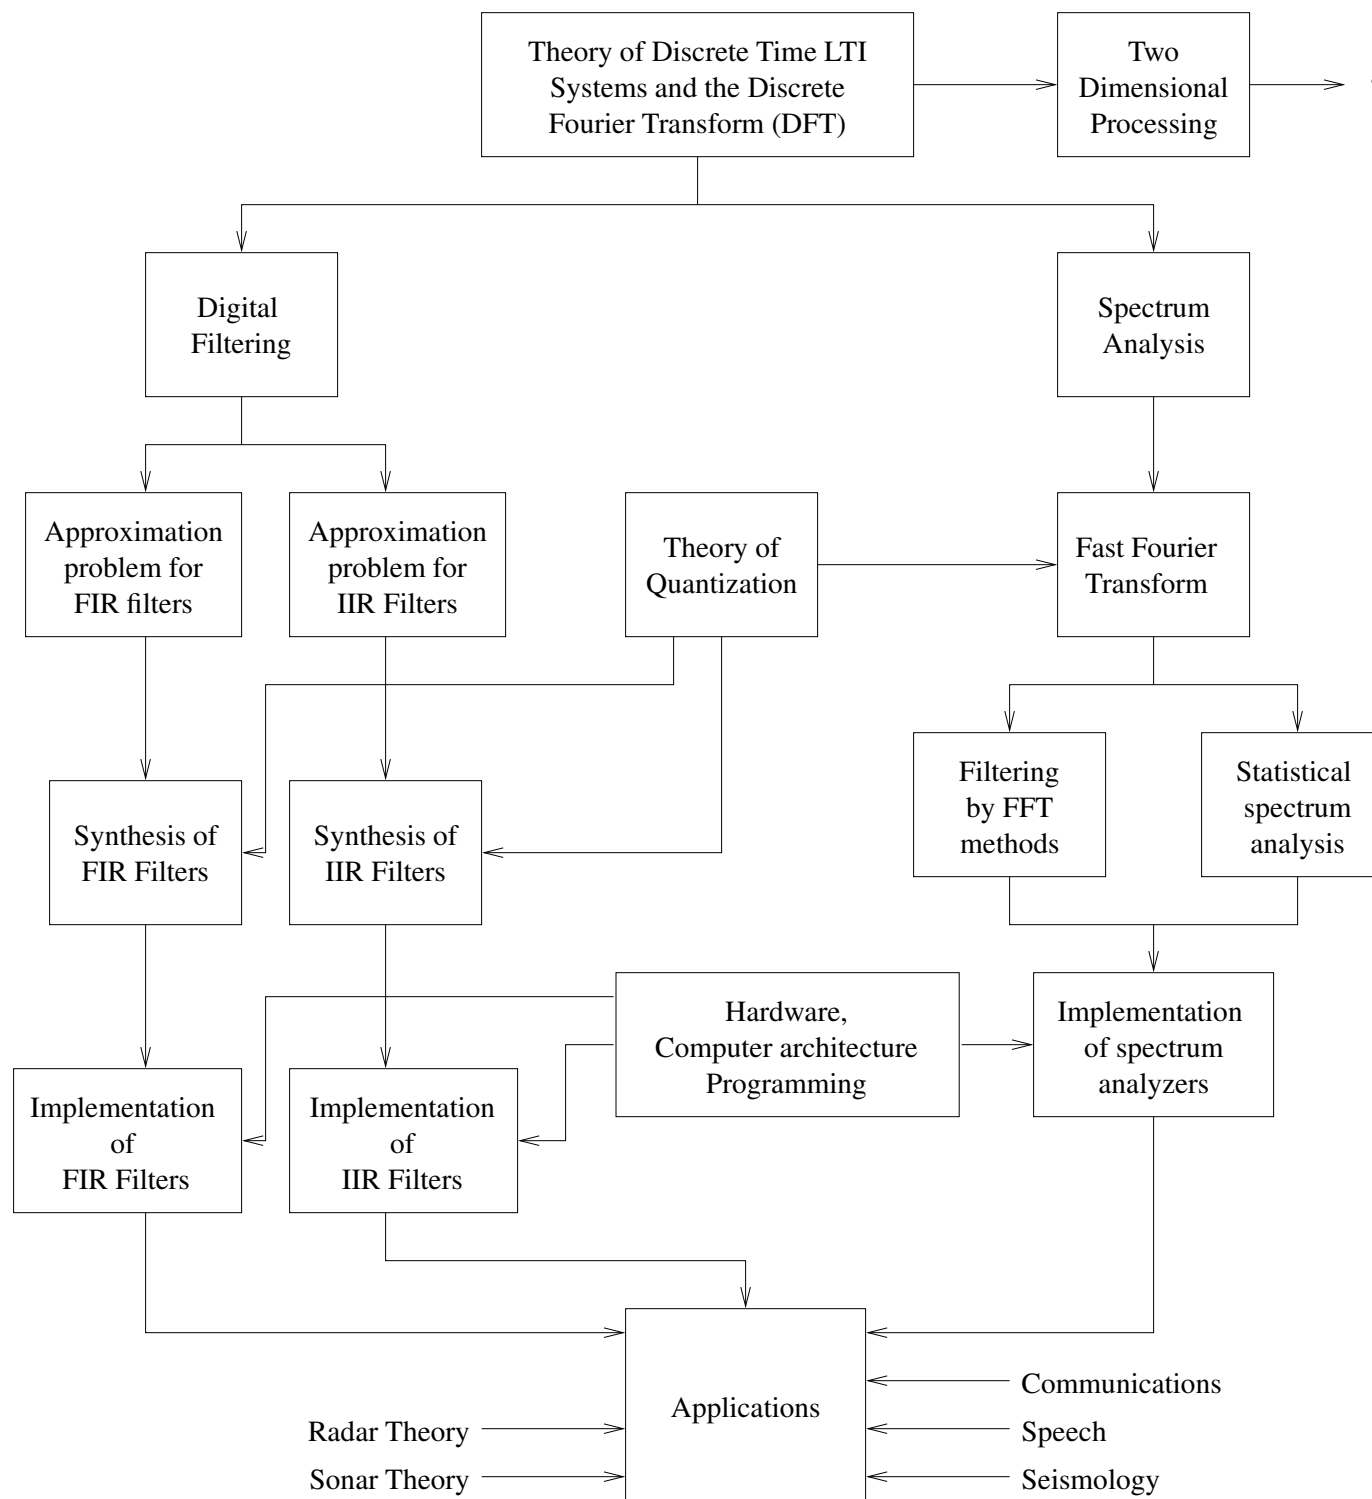 Theory of Discrete Time LTI
Systems and the Discrete
Fourier Transform (DFT)
Two
Dimensional
Processing
Digital
Filtering
Spectrum
Analysis
Approximation
problem for
FIR filters
Approximation
problem for
IIR Filters
Theory of
Quantization
Fast Fourier
Transform
Filtering
by FFT
methods
Statistical
spectrum
analysis
Synthesis of
FIR Filters
Synthesis of
IIR Filters
Hardware,
Computer architecture
Programming
Implementation
of spectrum
analyzers
Implementation
of
FIR Filters
Implementation
of
IIR Filters
Applications
Radar Theory
Sonar Theory
Communications
Speech
Seismology